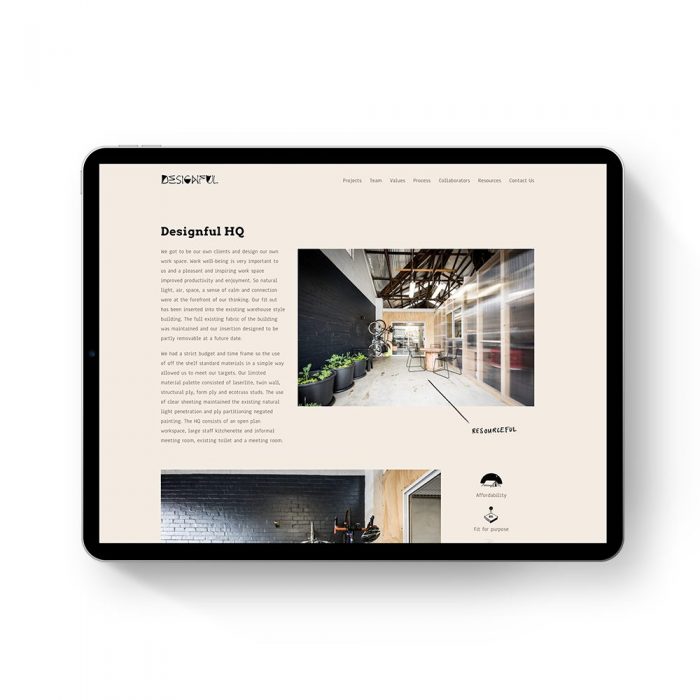 DESIGNFUL
Projects Team Values Process Collaborators Resources Contact Us
Designful HQ
We got to be our own clients and design our own
work space. Work well-being is very important to
us and a pleasant and inspiring work space
improved productivity and enjoyment. So natural
light, air, space, a sense of calm and connection
were at the forefront of our thinking. Our fit out
has been inserted into the existing warehouse style
building. The full existing fabric of the building
was maintained and our insertion designed to be
partly removable at a future date.
We had a strict budget and time frame so the use
of off the shelf standard materials in a simple way
allowed us to meet our targets. Our limited
material palette consisted of laserlite, twin wall,
structural ply, form ply and ecotruss studs. The use
of clear sheeting maintained the existing natural
light penetration and ply partitioning negated
painting. The HQ consists of an open plan
workspace, large staff kitchenette and informal
meeting room, existing toilet and a meeting room.
RESOURCEFUL
Affordability
Fit for purpose